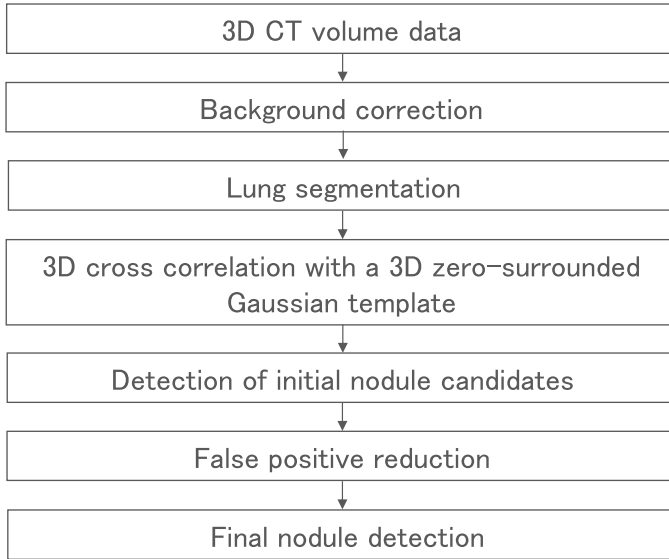 3D CT volume data
Background correction
Lung segmentation
3D cross correlation with a 3D zero-surrounded
Gaussian template
Detection of initial nodule candidates
False positive reduction
Final nodule detection